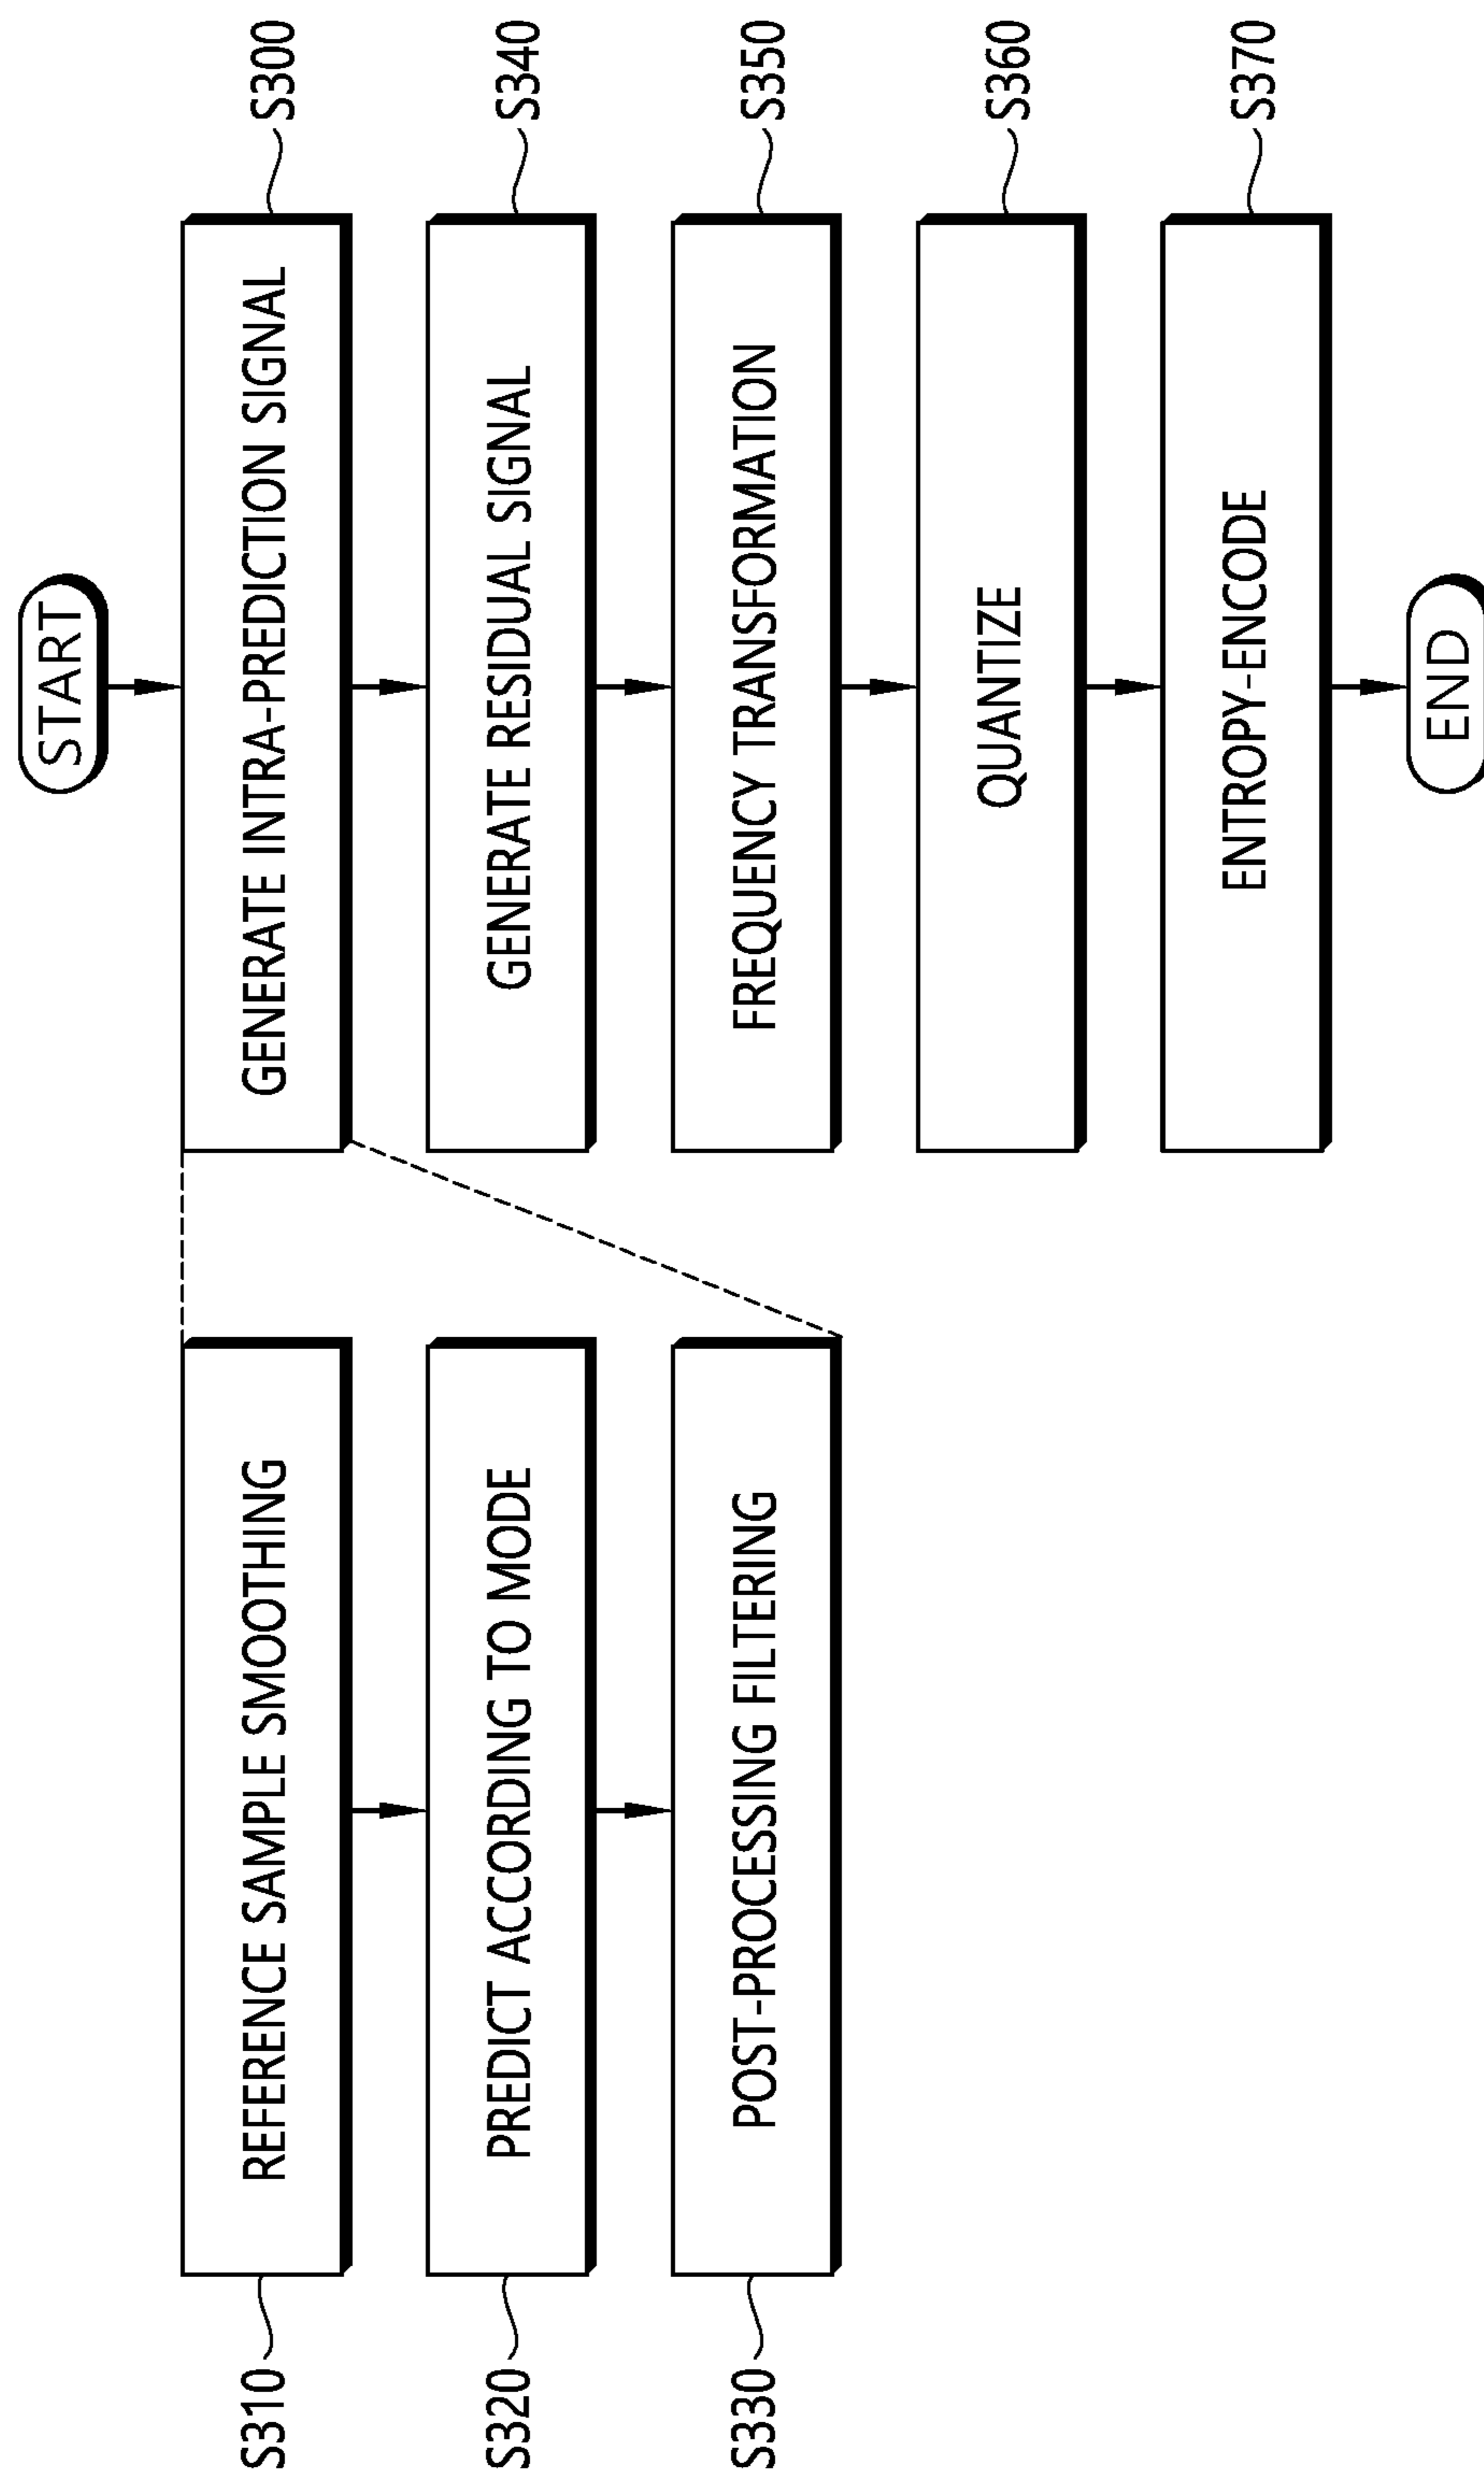 START
GENERATE INTRA-PREDICTION SIGNAL
S300
GENERATE RESIDUAL SIGNAL
S340
FREQUENCY TRANSFORMATION
S350
QUANTIZE
S360
ENTROPY-ENCODE
S370
END
S310
REFERENCE SAMPLE SMOOTHING
S320
PREDICT ACCORDING TO MODE
S330
POST-PROCESSING FILTERING